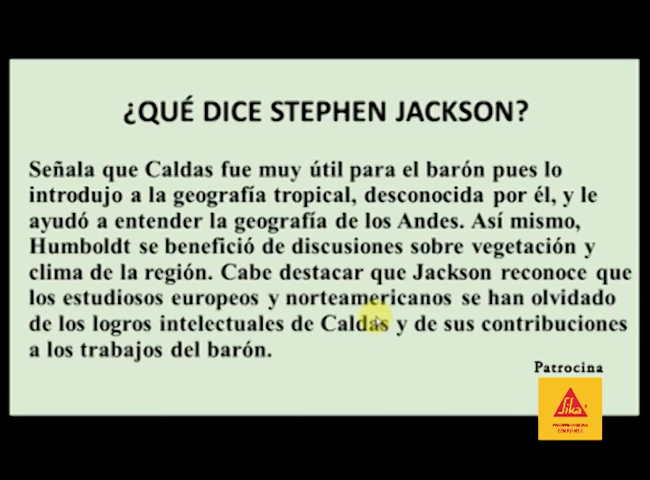 ¿QUÉ DICE STEPHEN JACKSON?
Señala que Caldas fue muy útil para el barón pues lo
introdujo a la geografía tropical, desconocida por él, y le
ayudó a entender la geografía de los Andes. Así mismo,
Humboldt se benefició de discusiones sobre vegetación y
clima de la región. Cabe destacar que Jackson reconoce que
los estudiosos europeos y norteamericanos se han olvidado
de los logros intelectuales de Caldas y de sus contribuciones
a los trabajos del barón.
Patrocina
Sika